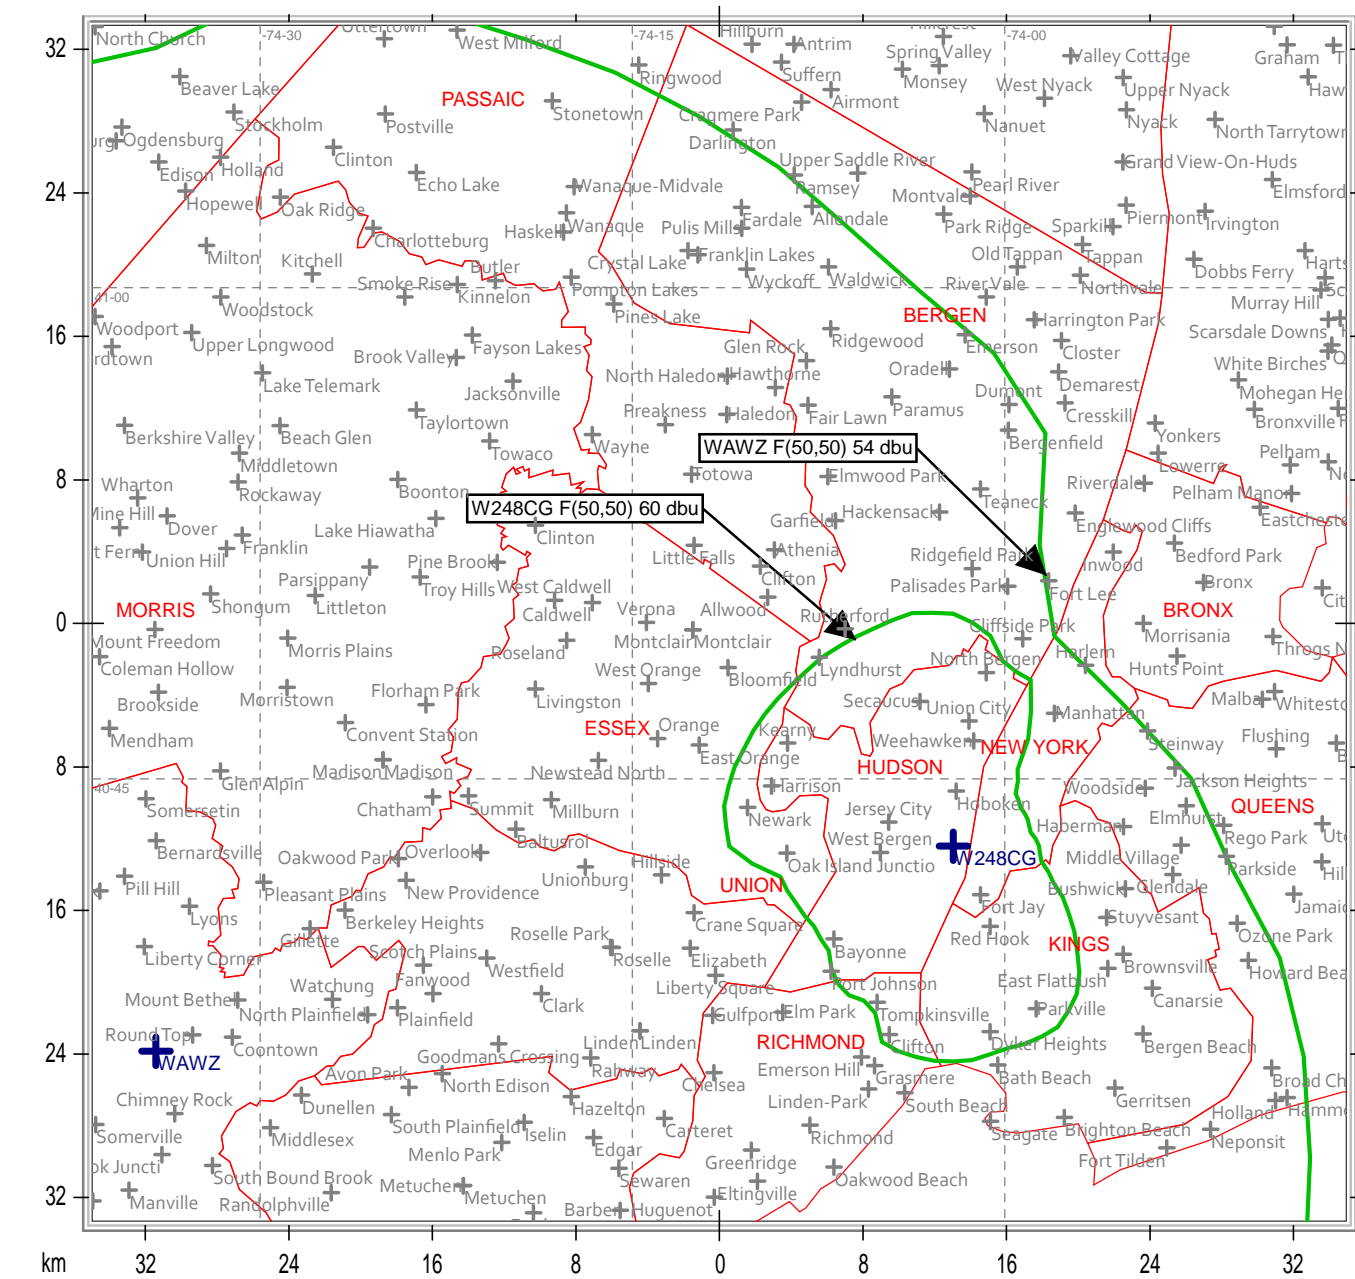 32
North Church
-74-30
Uttertown
West Milford
-74-15
Hillburn
Antrim
Hillcrest
-74-00
Valley Cottage
Graham
Spring Valley
Monsey
Suffern
Ringwood
West Nyack
Upper Nyack
Beaver Lake
PASSAIC
Airmont
Stonetown
Cragmere Park
Stockholm
Postville
Nanuet
Nyack
North Tarrytown
Ogdensburg
Darlington
Clinton
Upper Saddle River
Grand View-On-Huds
Edison
Holland
Echo Lake
Wanaque-Midvale
Ramsey
Montvale
Pearl River
Elmsford
24
Hopewell
Oak Ridge
Wanaque
Pulis Mills
Fardale
Allendale
Park Ridge
Sparkill
Piermont
Irvington
Charlotteburg
Haskell
Milton
Kitchell
Butler
Crystal Lake
Franklin Lakes
Old Tappan
Tappan
Dobbs Ferry
Smoke Rise
Kinnelon
Pompton Lakes
Wyckoff
Waldwick
River Vale
Northvale
41-00
Woodstock
Pines Lake
BERGEN
Murray Hill
Woodport
16
Upper Longwood
Fayson Lakes
Ridgewood
Emerson
Harrington Park
Scarsdale Downs
Brook Valley
Glen Rock
Closter
White Birches
Lake Telemark
Jacksonville
North Haledon
Hawthorne
Oradell
Demarest
Mohegan He
Taylortown
Preakness
Haledon
Fair Lawn
Paramus
Dumont
Cresskill
Bronxville
Berkshire Valley
Beach Glen
Towaco
Wayne
WAWZ F(50,50) 54 dbu
Bergenfield
Yonkers
Middletown
Lowerre
Pelham
8
Wharton
Rockaway
Boonton
Totowa
Elmwood Park
Teaneck
Riverdale
Pelham Manor
Mine Hill
Dover
W248CG F(50,50) 60 dbu
Garfield
Hackensack
Eastcheste
Lake Hiawatha
Clinton
Englewood Cliffs
Union Hill
Franklin
Little Falls
Athenia
Ridgefield Park
Inwood
Bedford Park
Parsippany
Pine Brook
Troy Hills
West Caldwell
Clifton
Palisades Park
Fort Lee
Bronx
MORRIS
Shongum
Littleton
Caldwell
Verona
Allwood
Rutherford
BRONX
0
Mount Freedom
Morris Plains
Roseland
Montclair
Montclair
Cliffside Park
Morrisania
Coleman Hollow
West Orange
Bloomfield
Lyndhurst
North Bergen
Harlem
Hunts Point
Throgs N
Brookside
Morristown
Florham Park
Livingston
Secaucus
Union City
Manhattan
Malba
Whitesto
Mendham
Convent Station
ESSEX
Orange
Kearny
Weehawken
NEW YORK
Steinway
Flushing
8
Glen Alpin
Madison
Madison
Newstead North
East Orange
HUDSON
Jackson Heights
40-45
Somersetin
Chatham
Summit
Millburn
Harrison
Hoboken
Woodside
QUEENS
Newark
Jersey City
Haberman
Elmhurst
Bernardsville
Baltusrol
West Bergen
Rego Park
Oakwood Park
Overlook
Hillside
Oak Island Junctio
W248CG
Middle Village
Parkside
Pill Hill
Pleasant Plains
New Providence
Unionburg
UNION
Bushwick
Glendale
16
Lyons
Berkeley Heights
Crane Square
Fort Jay
Stuyvesant
Gillette
Roselle Park
Bayonne
Red Hook
KINGS
Ozone Park
Liberty Corner
Scotch Plains
Westfield
Roselle
Elizabeth
Brownsville
Howard Bea
Watchung
Fanwood
Liberty Square
Port Johnson
East Flatbush
Mount Bethel
North Plainfield
Plainfield
Clark
Gulfport
Elm Park
Tompkinsville
Parkville
Canarsie
Round Top
Coontown
Goodmans Crossing
Linden
Linden
RICHMOND
Clifton
Dyker Heights
Bergen Beach
24
WAWZ
Avon Park
North Edison
Rahway
Chelsea
Emerson Hill
Grasmere
Bath Beach
Broad Ch
Chimney Rock
Dunellen
Hazelton
Linden-Park
South Beach
Gerritsen
Holland
Somerville
Middlesex
South Plainfield
Iselin
Carteret
Richmond
Seagate
Brighton Beach
Neponsit
Menlo Park
Edgar
Greenridge
Fort Tilden
South Bound Brook
Sewaren
Oakwood Beach
32
Manville
Randolphville
Metuchen
Metuchen
Huguenot
Eltingville
km
32
24
16
8
0
8
16
24
32